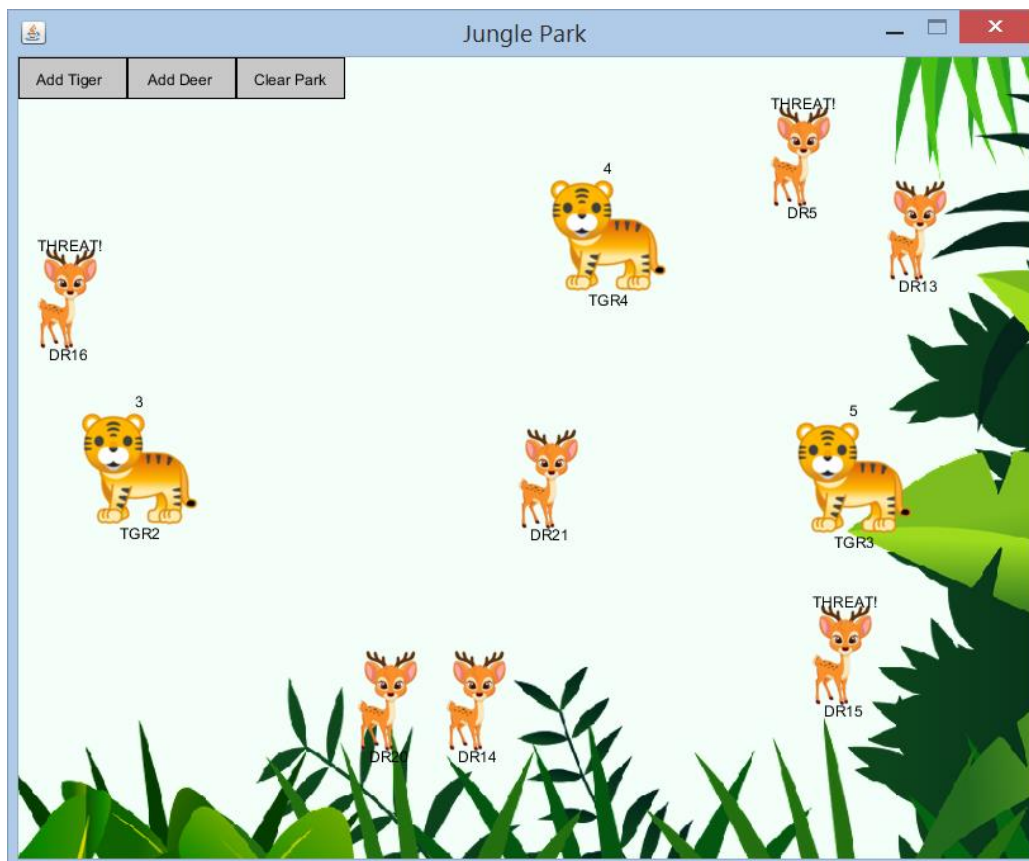 Jungle Park
Add Tiger Add Deer Clear Park
THREAT!
DR5
4
TGR4
DR13
THREAT!
DR16
3
TGR2
DR21
5
TGR3
THREAT!
DR15
DR20
DR14